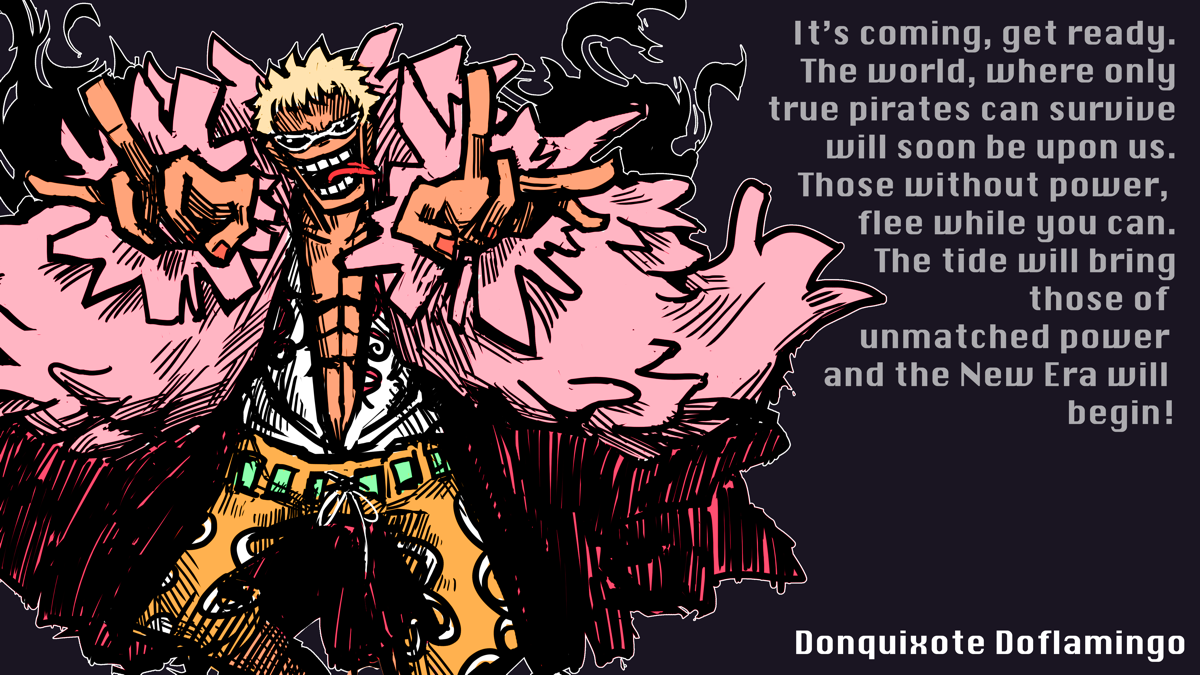 It's coming, get ready.
The world, where only
true pirates can survive
will soon be upon us.
Those without power,
flee while you can.
The tide will bring
those of
unmatched power
and the New Era will
begin!
Donquixote Doflamingo